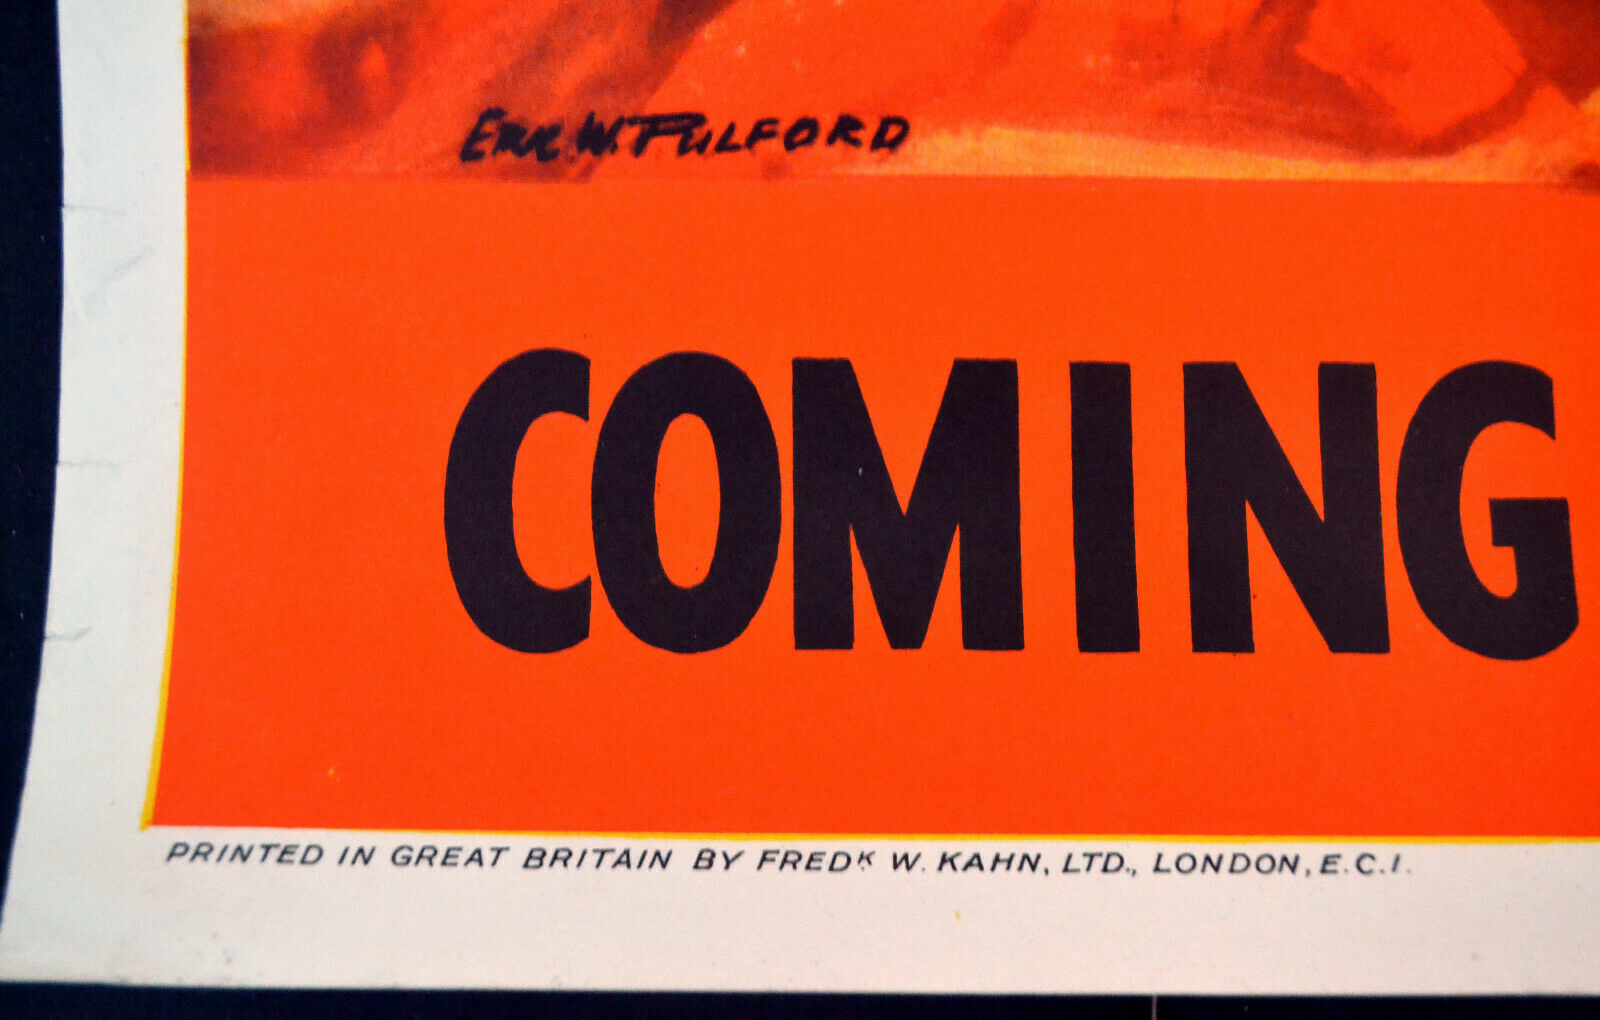 ERIC.W.PULFORD
COMING
PRINTED IN GREAT BRITAIN BY FREDK. W. KAHN, LTD., LONDON, E.C.1.